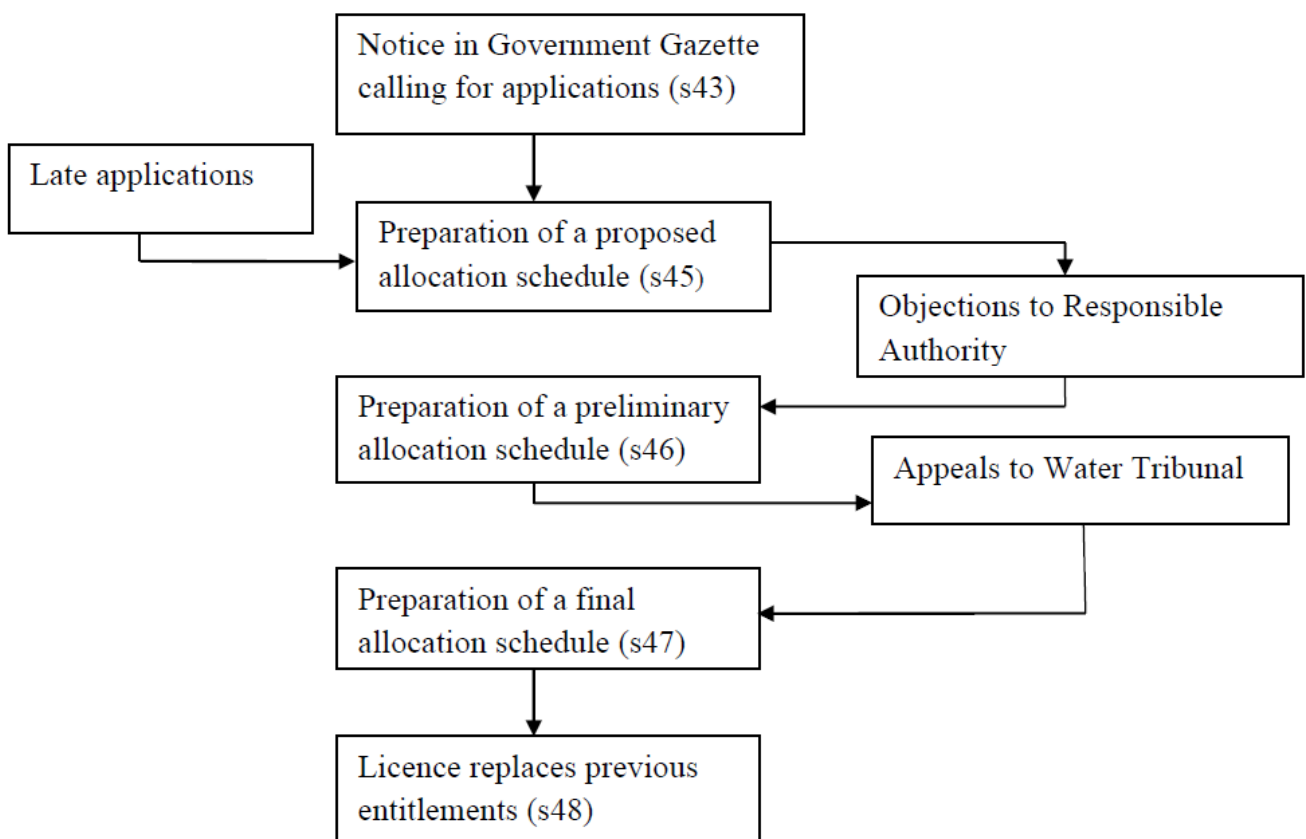 Notice in Government Gazette
calling for applications (s43)
Late applications
Preparation of a proposed
allocation schedule (s45)
Objections to Responsible
Authority
Preparation of a preliminary
allocation schedule (s46)
Appeals to Water Tribunal
Preparation of a final
allocation schedule (s47)
Licence replaces previous
entitlements (s48)